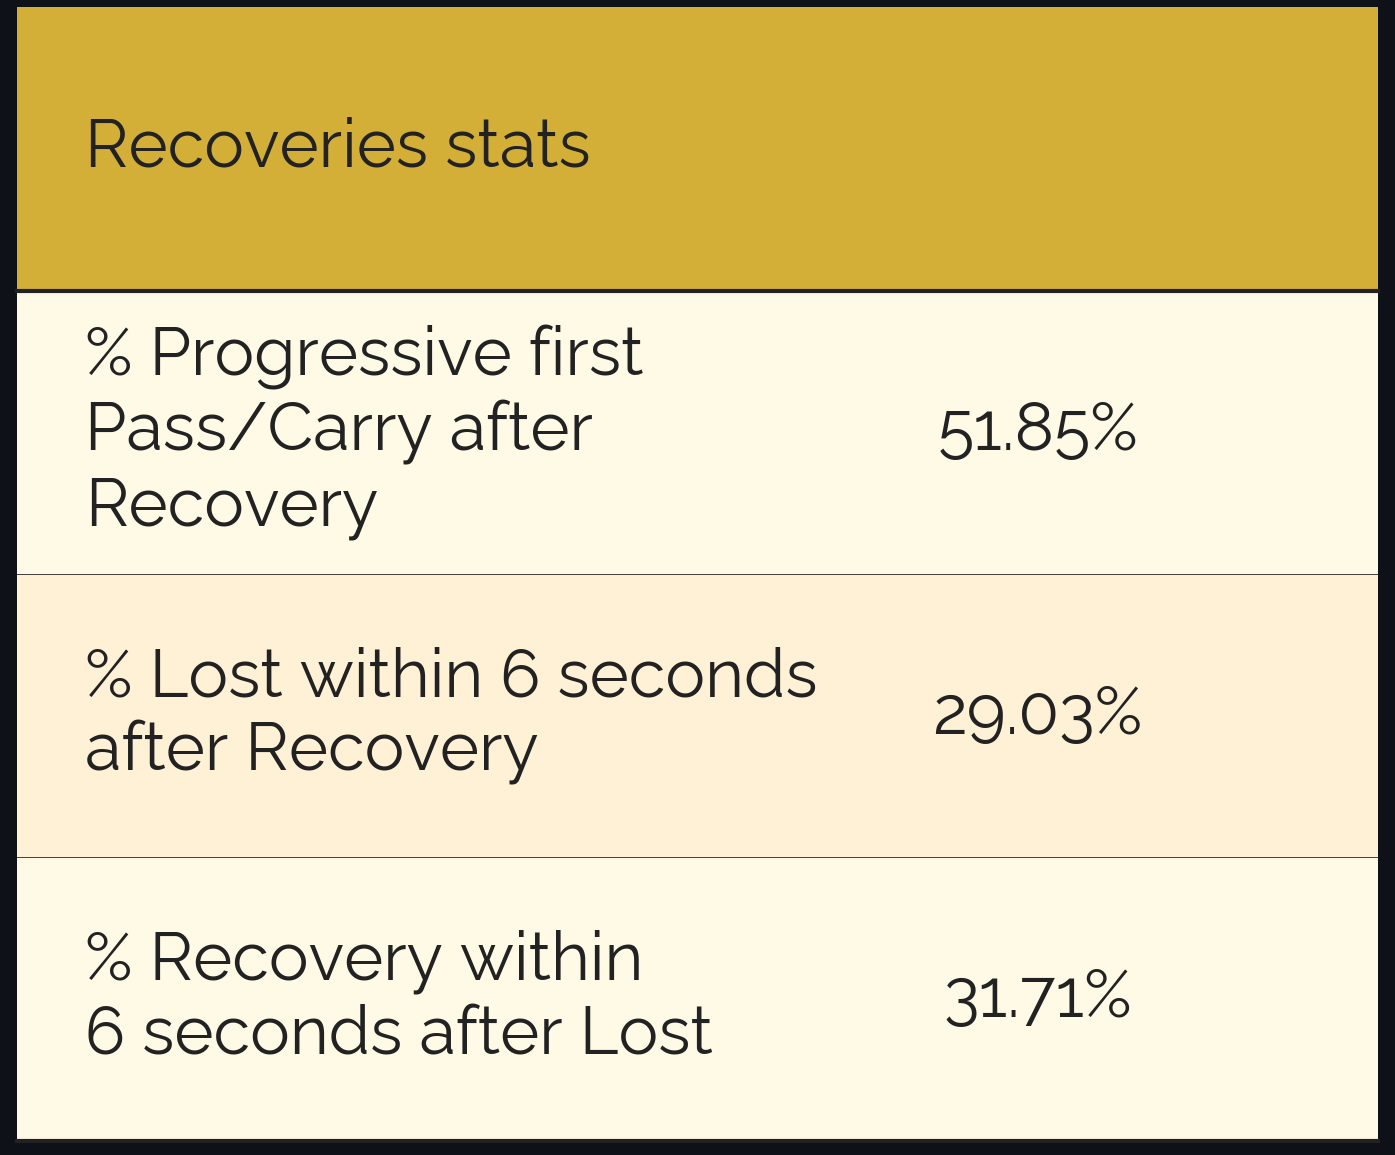 Recoveries stats
% Progressive first
Pass/Carry after
Recovery
51.85%
% Lost within 6 seconds
after Recovery
29.03%
% Recovery within
6 seconds after Lost
31.71%